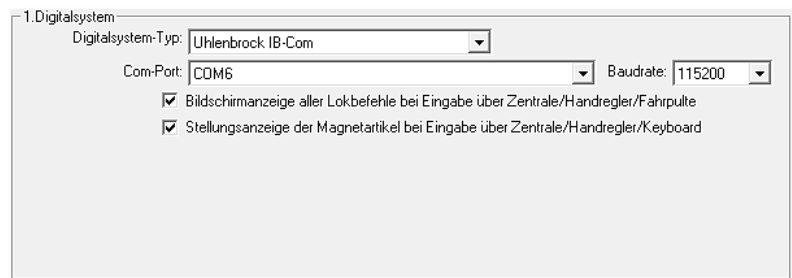 1.Digitalsystem
Digitalsystem-Typ: Uhlenbrock IB-Com
Com-Port: COM6 Baudrate: 115200
Bildschirmanzeige aller Lokbefehle bei Eingabe über Zentrale/Handregler/Fahrpulte
Stellungsanzeige der Magnetartikel bei Eingabe über Zentrale/Handregler/Keyboard